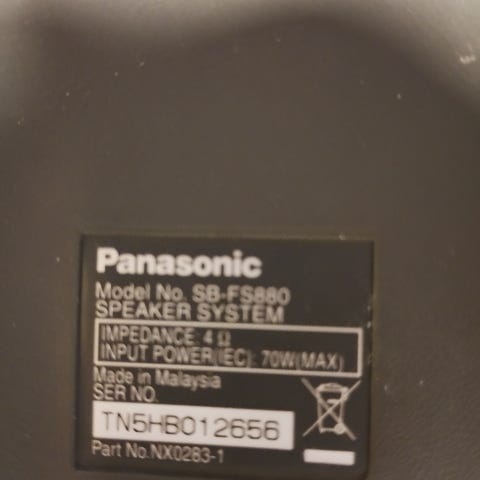 Panasonic
Model No. SB-FS880
SPEAKER SYSTEM
IMPEDANCE: 4 Ω
INPUT POWER(IEC): 70W(MAX)
Made in Malaysia
SER NO.
TN5HB012656
Part No.NX0283-1